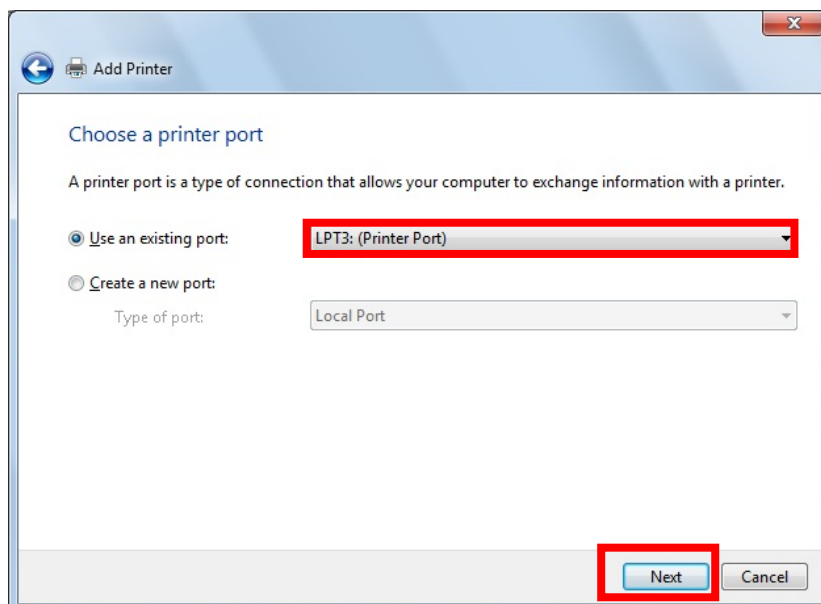 Add Printer
Choose a printer port
A printer port is a type of connection that allows your computer to exchange information with a printer.
Use an existing port: LPT3: (Printer Port)
Create a new port:
Type of port: Local Port
Next Cancel